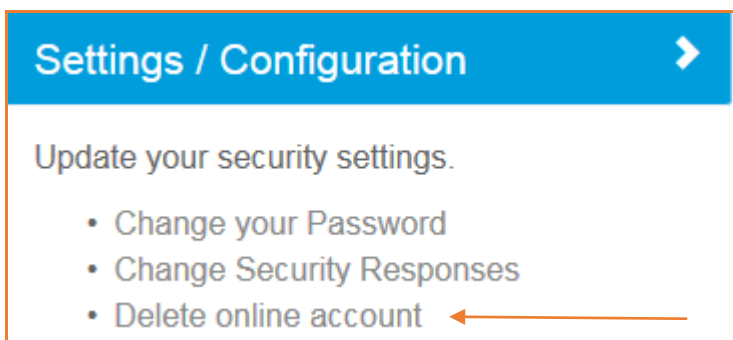 Settings / Configuration
Update your security settings.
• Change your Password
• Change Security Responses
• Delete online account